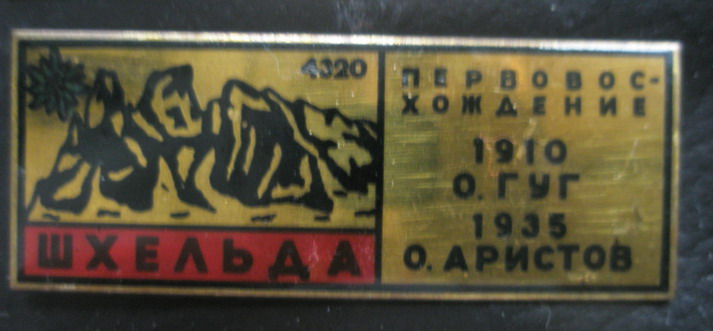 4320
ШХЕЛЬДА
ПЕРВОВОС-
ХОЖДЕНИЕ
1910
О. ГУГ
1935
О. АРИСТОВ